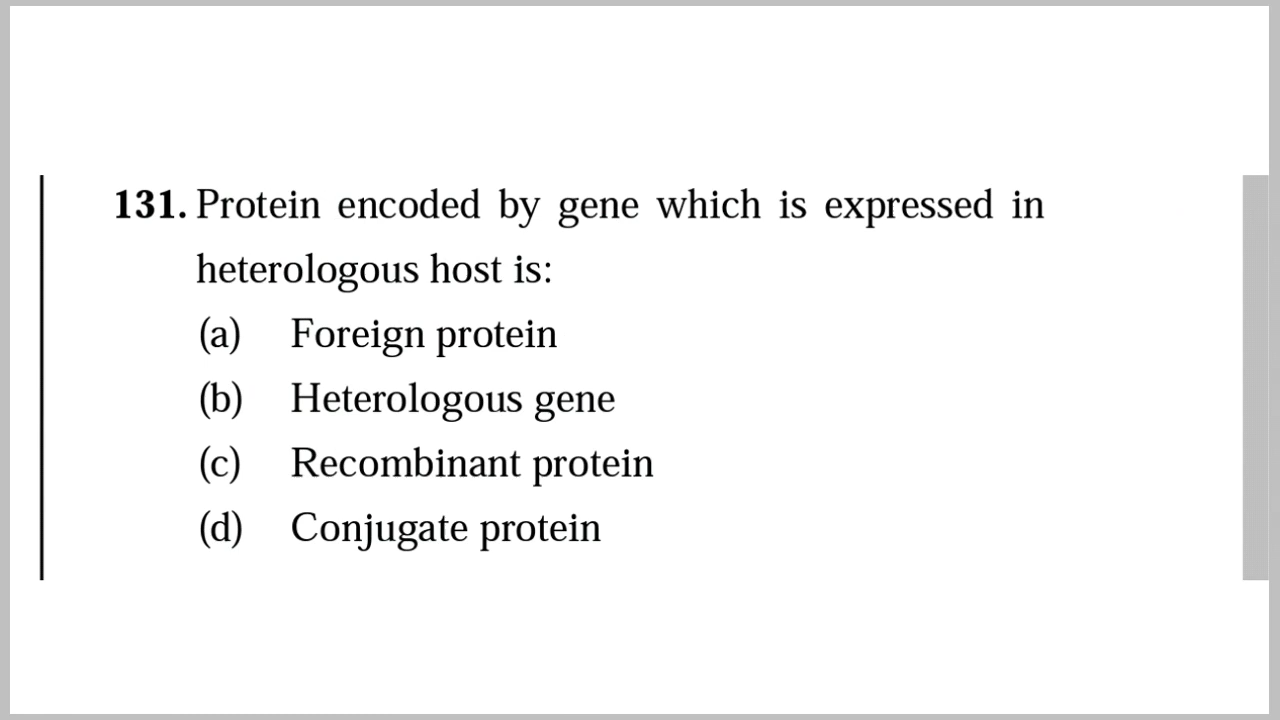 131. Protein encoded by gene which is expressed in
heterologous host is:
(a) Foreign protein
(b) Heterologous gene
(c) Recombinant protein
(d) Conjugate protein